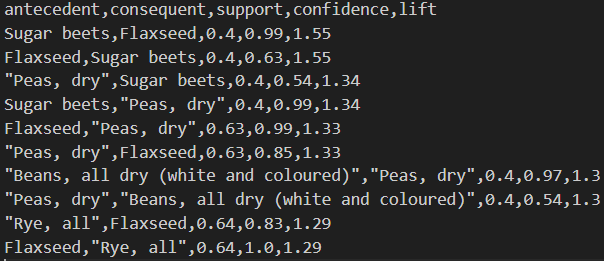 antecedent,consequent,support,confidence,lift
Sugar beets,Flaxseed,0.4,0.99,1.55
Flaxseed,Sugar beets,0.4,0.63,1.55
"Peas, dry",Sugar beets,0.4,0.54,1.34
Sugar beets,"Peas, dry",0.4,0.99,1.34
Flaxseed,"Peas, dry",0.63,0.99,1.33
"Peas, dry",Flaxseed,0.63,0.85,1.33
"Beans, all dry (white and coloured)","Peas, dry",0.4,0.97,1.3
"Peas, dry","Beans, all dry (white and coloured)",0.4,0.54,1.3
"Rye, all",Flaxseed,0.64,0.83,1.29
Flaxseed,"Rye, all",0.64,1.0,1.29